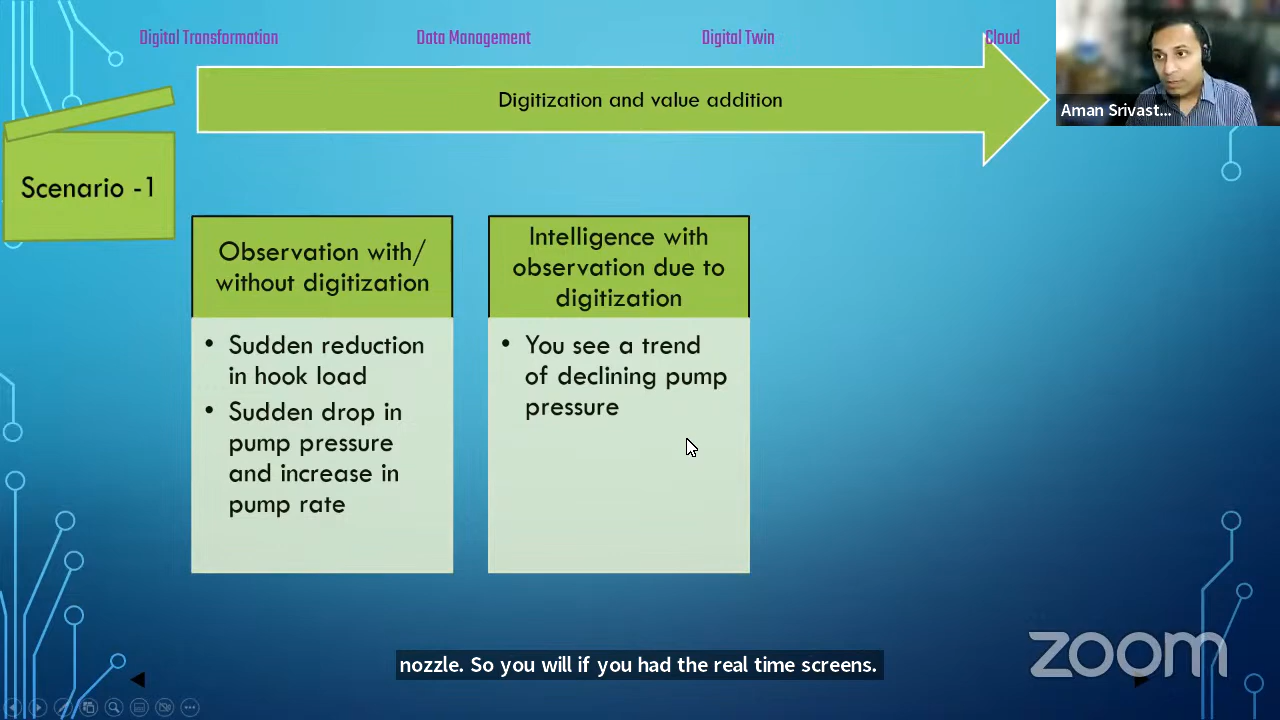 Digital Transformation
Data Management
Digital Twin
Cloud
Digitization and value addition
Aman Srivast...
Scenario -1
Observation with/
without digitization
• Sudden reduction
in hook load
• Sudden drop in
pump pressure
and increase in
pump rate
Intelligence with
observation due to
digitization
• You see a trend
of declining pump
pressure
nozzle. So you will if you had the real time screens.
zoom